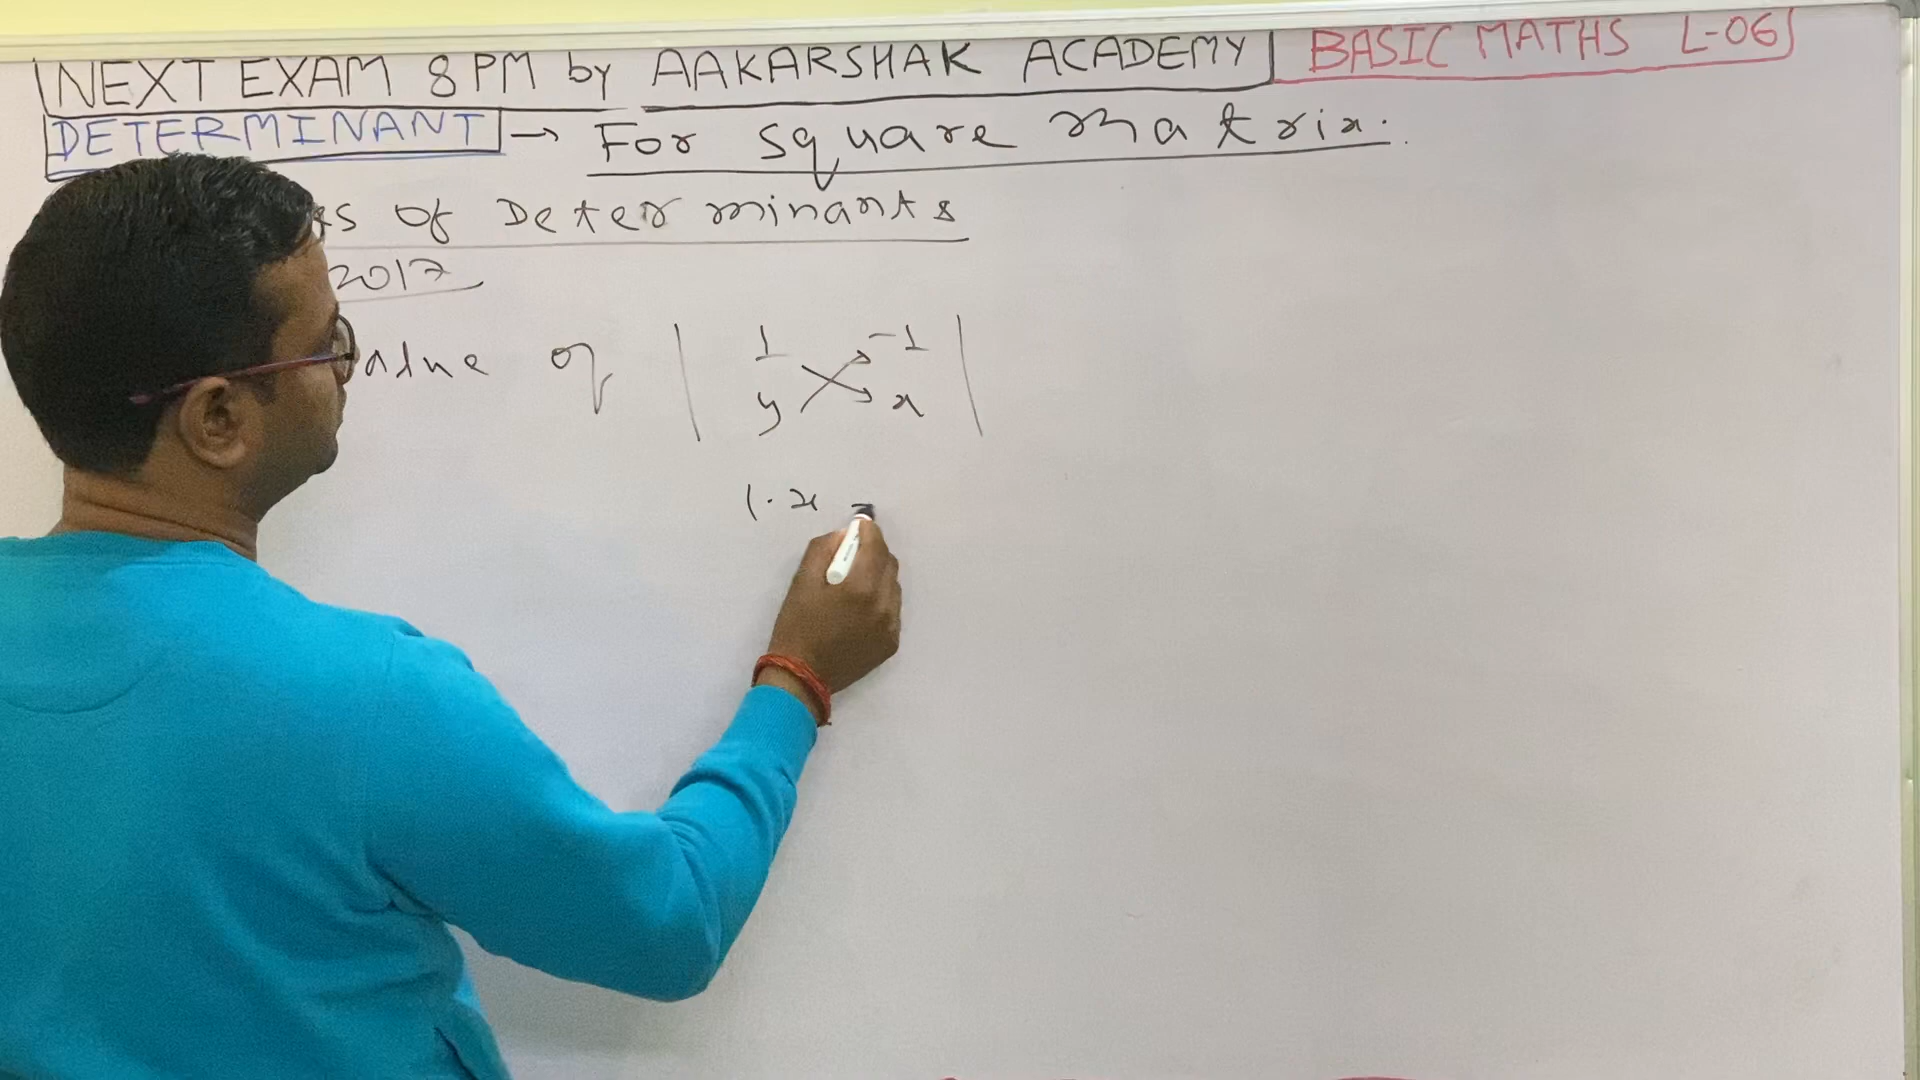 NEXT EXAM 8 PM by AAKARSHAK ACADEMY BASIC MATHS L-06
DETERMINANT → For square matrix.
of Determinants
2017
of | 1 -1 |
y x
1·x -